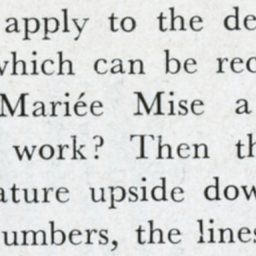 apply to the de
which can be rec
Mariée Mise a
work? Then th
ature upside dow
umbers, the lines